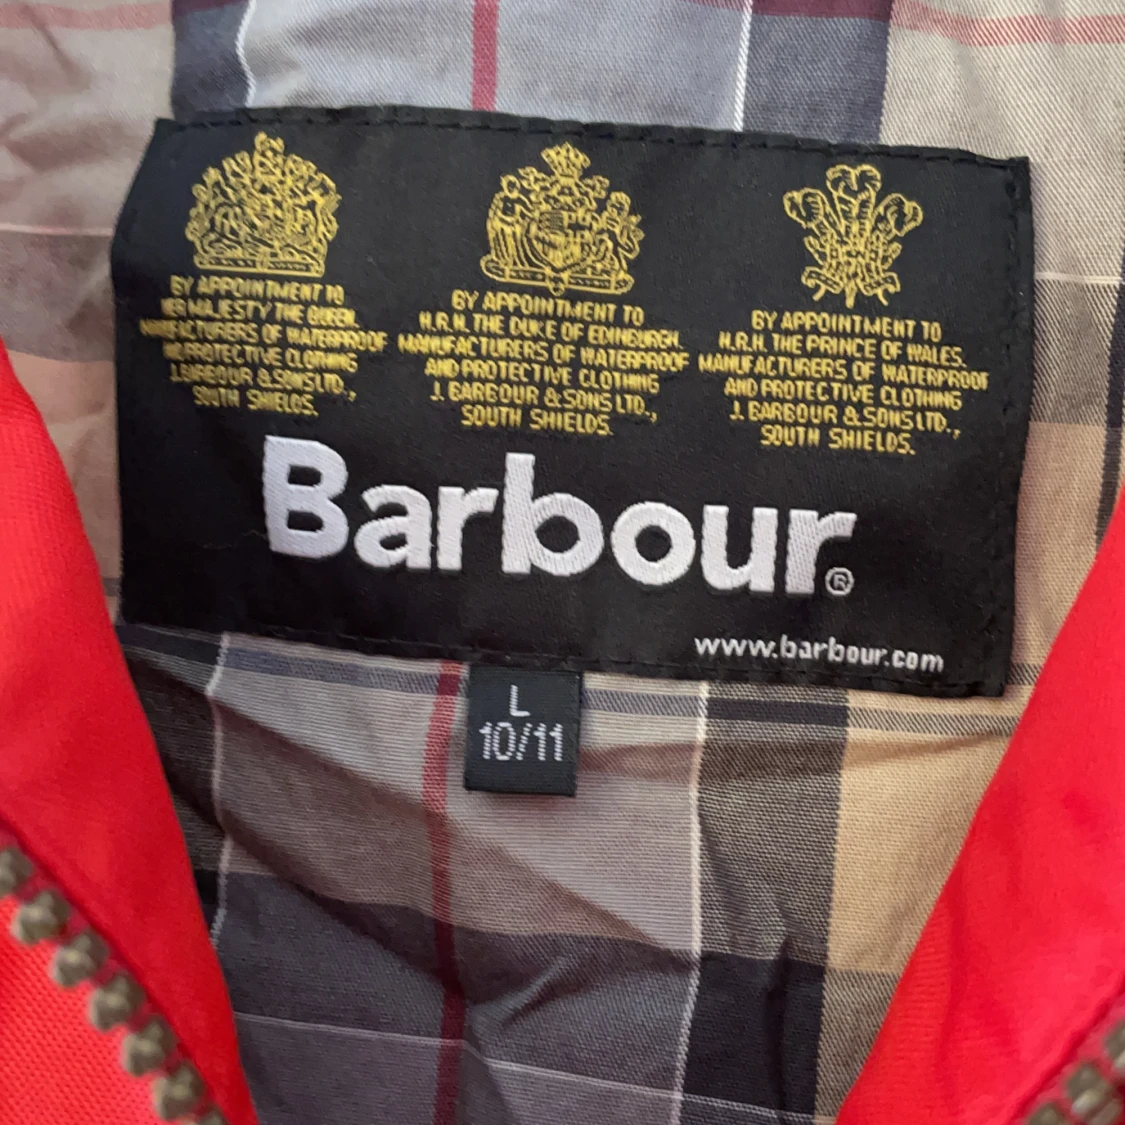 BY APPOINTMENT TO
HER MAJESTY THE QUEEN.
MANUFACTURERS OF WATERPROOF
AND PROTECTIVE CLOTHING
J. BARBOUR & SONS LTD.,
SOUTH SHIELDS.
BY APPOINTMENT TO
H.R.H. THE DUKE OF EDINBURGH.
MANUFACTURERS OF WATERPROOF
AND PROTECTIVE CLOTHING
J. BARBOUR & SONS LTD.,
SOUTH SHIELDS.
BY APPOINTMENT TO
H.R.H. THE PRINCE OF WALES.
MANUFACTURERS OF WATERPROOF
AND PROTECTIVE CLOTHING
J. BARBOUR & SONS LTD.,
SOUTH SHIELDS.
Barbour®
www.barbour.com
L
10/11